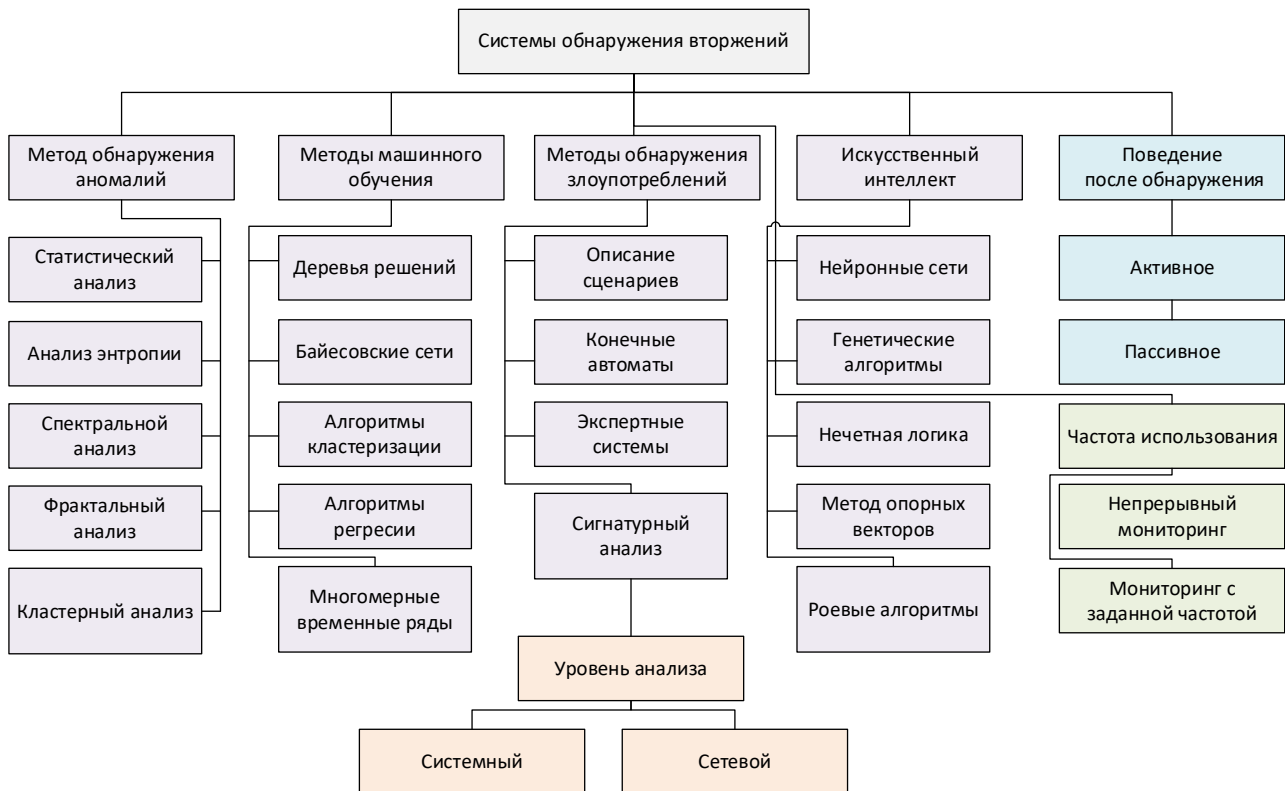 Системы обнаружения вторжений
Метод обнаружения
аномалий
Методы машинного
обучения
Методы обнаружения
злоупотреблений
Искусственный
интеллект
Поведение
после обнаружения
Статистический
анализ
Деревья решений
Описание
сценариев
Нейронные сети
Активное
Анализ энтропии
Байесовские сети
Конечные
автоматы
Генетические
алгоритмы
Пассивное
Спектральной
анализ
Алгоритмы
кластеризации
Экспертные
системы
Нечетная логика
Частота использования
Фрактальный
анализ
Алгоритмы
регресии
Сигнатурный
анализ
Метод опорных
векторов
Непрерывный
мониторинг
Кластерный анализ
Многомерные
временные ряды
Роевые алгоритмы
Мониторинг с
заданной частотой
Уровень анализа
Системный
Сетевой